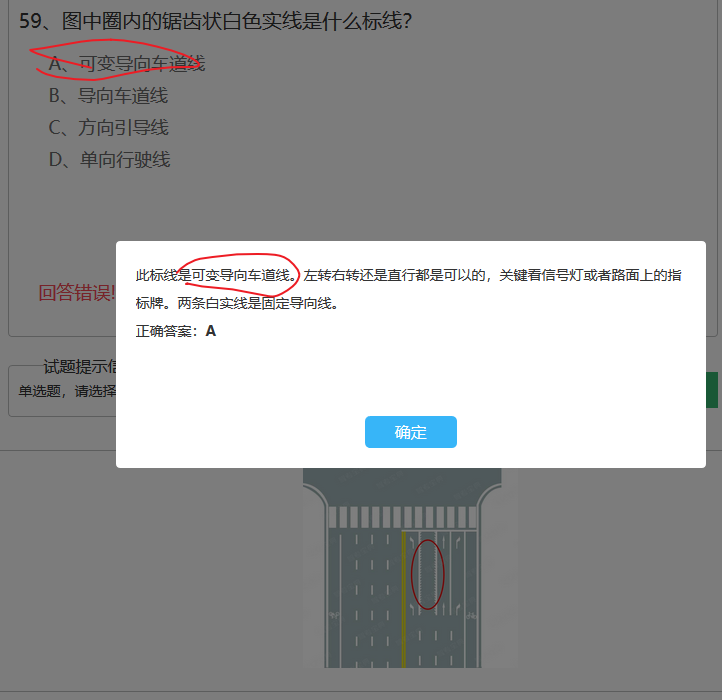 59、图中圈内的锯齿状白色实线是什么标线?
A、可变导向车道线
B、导向车道线
C、方向引导线
D、单向行驶线
此标线是可变导向车道线。左转右转还是直行都是可以的，关键看信号灯或者路面上的指
标牌。两条白实线是固定导向线。
正确答案：A
确定
回答错误!
试题提示信
单选题，请选择